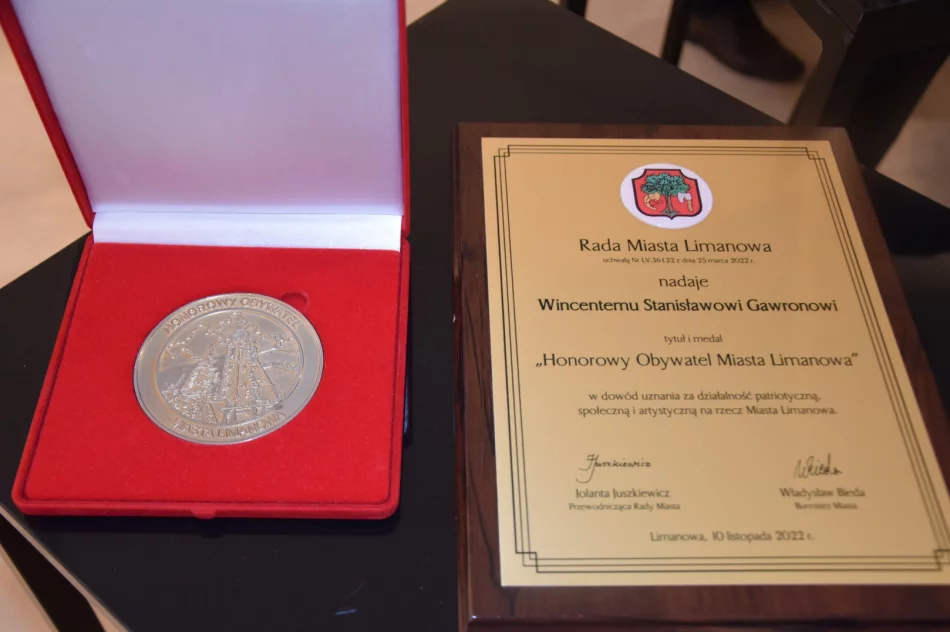 HONOROWY OBYWATEL
MIASTA LIMANOWA
Rada Miasta Limanowa
uchwałą Nr LV.361.22 z dnia 25 marca 2022 r.
nadaje
Wincentemu Stanisławowi Gawronowi
tytuł i medal
„Honorowy Obywatel Miasta Limanowa”
w dowód uznania za działalność patriotyczną,
społeczną i artystyczną na rzecz Miasta Limanowa.
Jolanta Juszkiewicz
Przewodnicząca Rady Miasta
Władysław Bieda
Burmistrz Miasta
Limanowa, 10 listopada 2022 r.